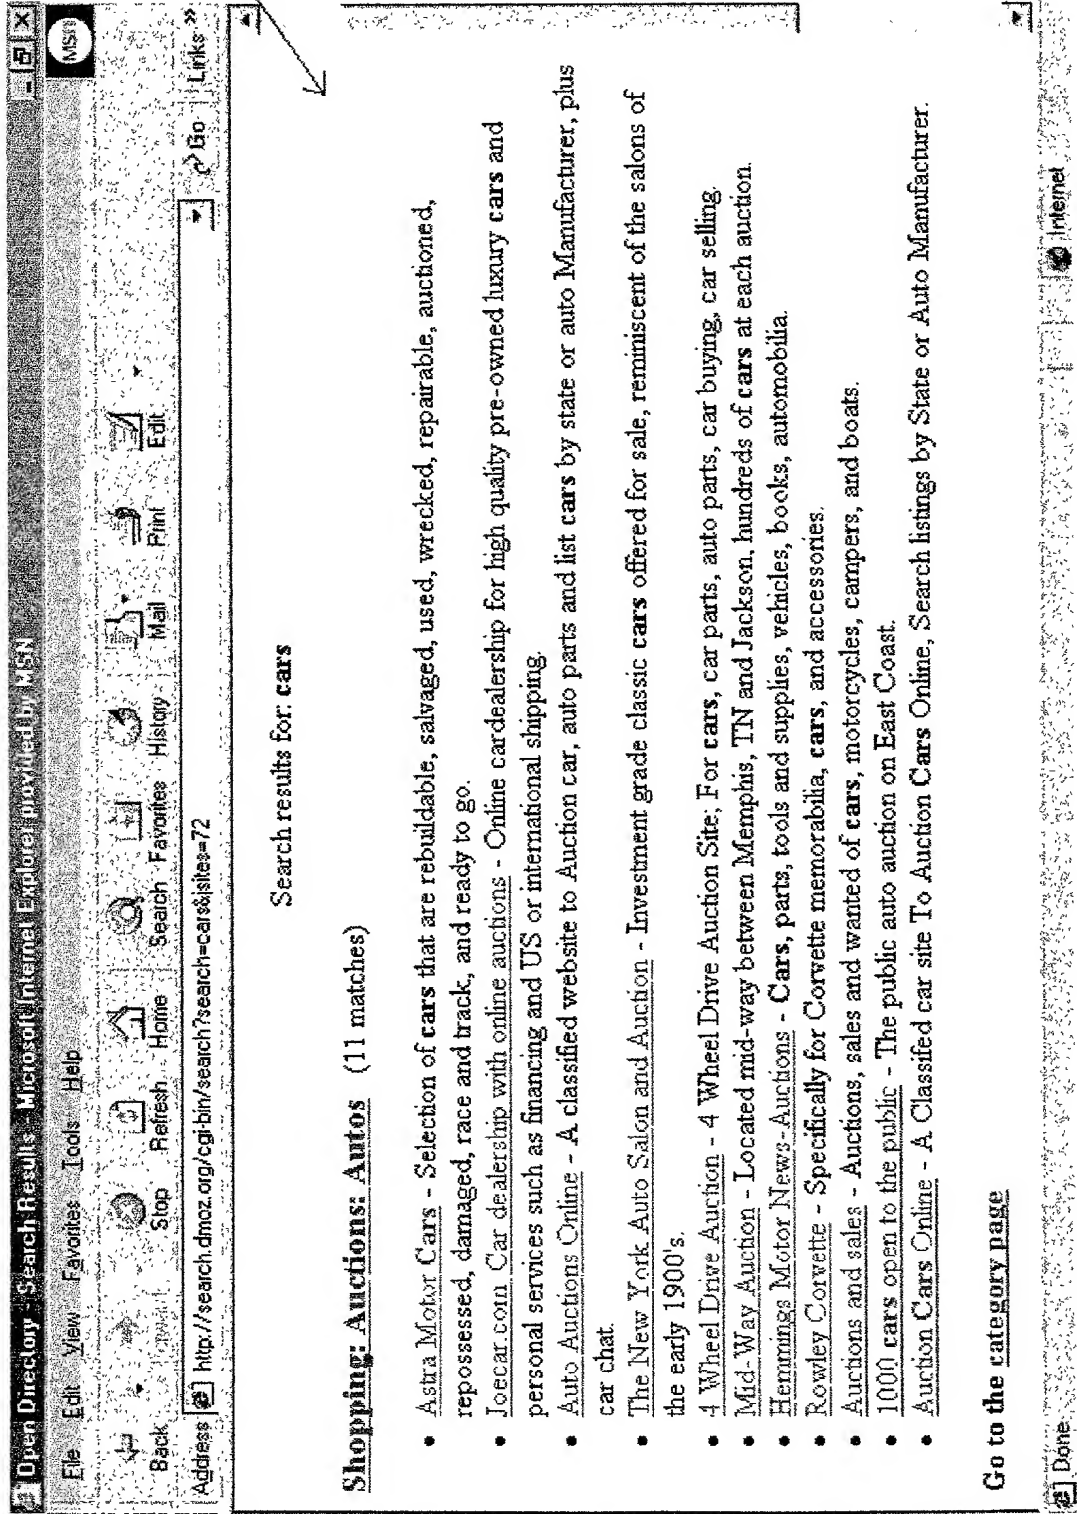 Open Directory - Search Results - Microsoft Internet Explorer provided by MSN
File Edit View Favorites Tools Help
MSN
Back Forward Stop Refresh Home Search Favorites History Mail Print Edit
Address http://search.dmoz.org/cgi-bin/search?search=cars&jsites=72 Go Links »
Search results for: cars
Shopping: Auctions: Autos (11 matches)
• Astra Motor Cars - Selection of cars that are rebuildable, salvaged, used, wrecked, repairable, auctioned,
repossessed, damaged, race and track, and ready to go.
• Joecar.com Car dealership with online auctions - Online cardealership for high quality pre-owned luxury cars and
personal services such as financing and US or international shipping.
• Auto Auctions Online - A classified website to Auction car, auto parts and list cars by state or auto Manufacturer, plus
car chat.
• The New York Auto Salon and Auction - Investment grade classic cars offered for sale, reminiscent of the salons of
the early 1900's.
• 4 Wheel Drive Auction - 4 Wheel Drive Auction Site, For cars, car parts, auto parts, car buying, car selling.
• Mid-Way Auction - Located mid-way between Memphis, TN and Jackson, hundreds of cars at each auction.
• Hemmings Motor News-Auctions - Cars, parts, tools and supplies, vehicles, books, automobilia.
• Rowley Corvette - Specifically for Corvette memorabilia, cars, and accessories.
• Auctions and sales - Auctions, sales and wanted of cars, motorcycles, campers, and boats.
• 1000 cars open to the public - The public auto auction on East Coast.
• Auction Cars Online - A Classifed car site To Auction Cars Online, Search listings by State or Auto Manufacturer.
Go to the category page
Done Internet